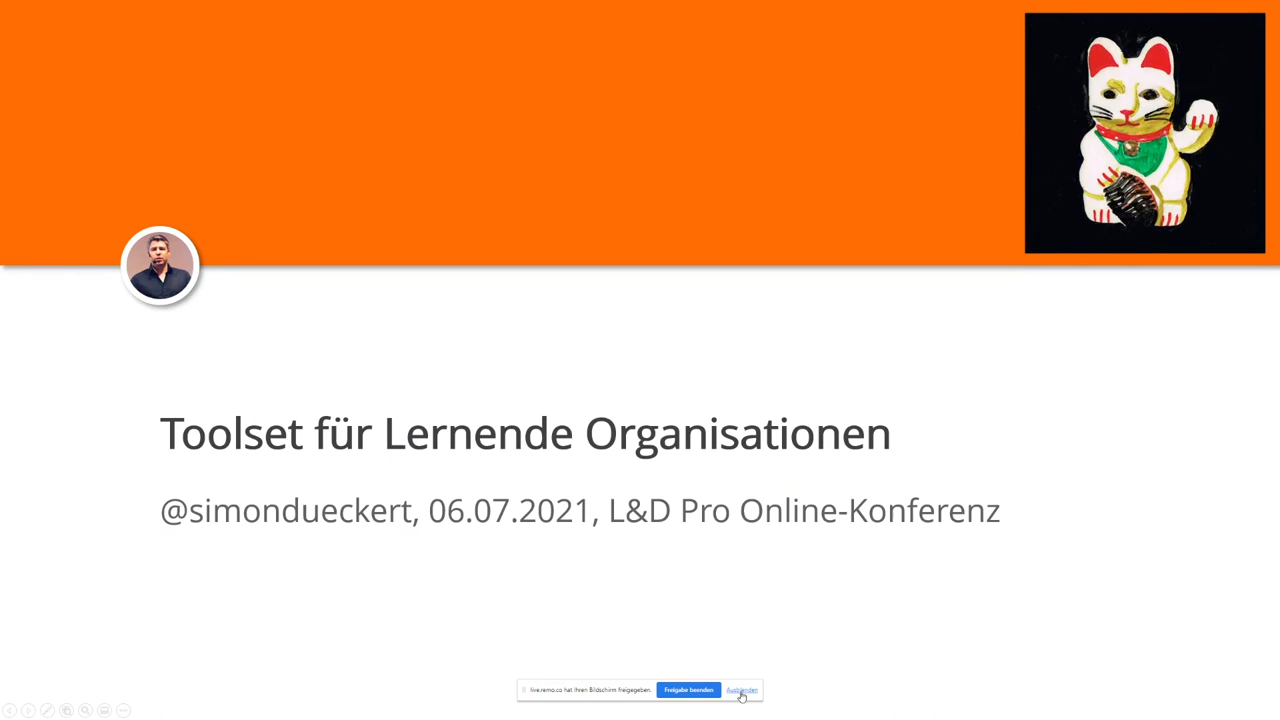 Toolset für Lernende Organisationen
@simondueckert, 06.07.2021, L&D Pro Online-Konferenz
live.remo.co hat Ihren Bildschirm freigegeben. Freigabe beenden Ausblenden